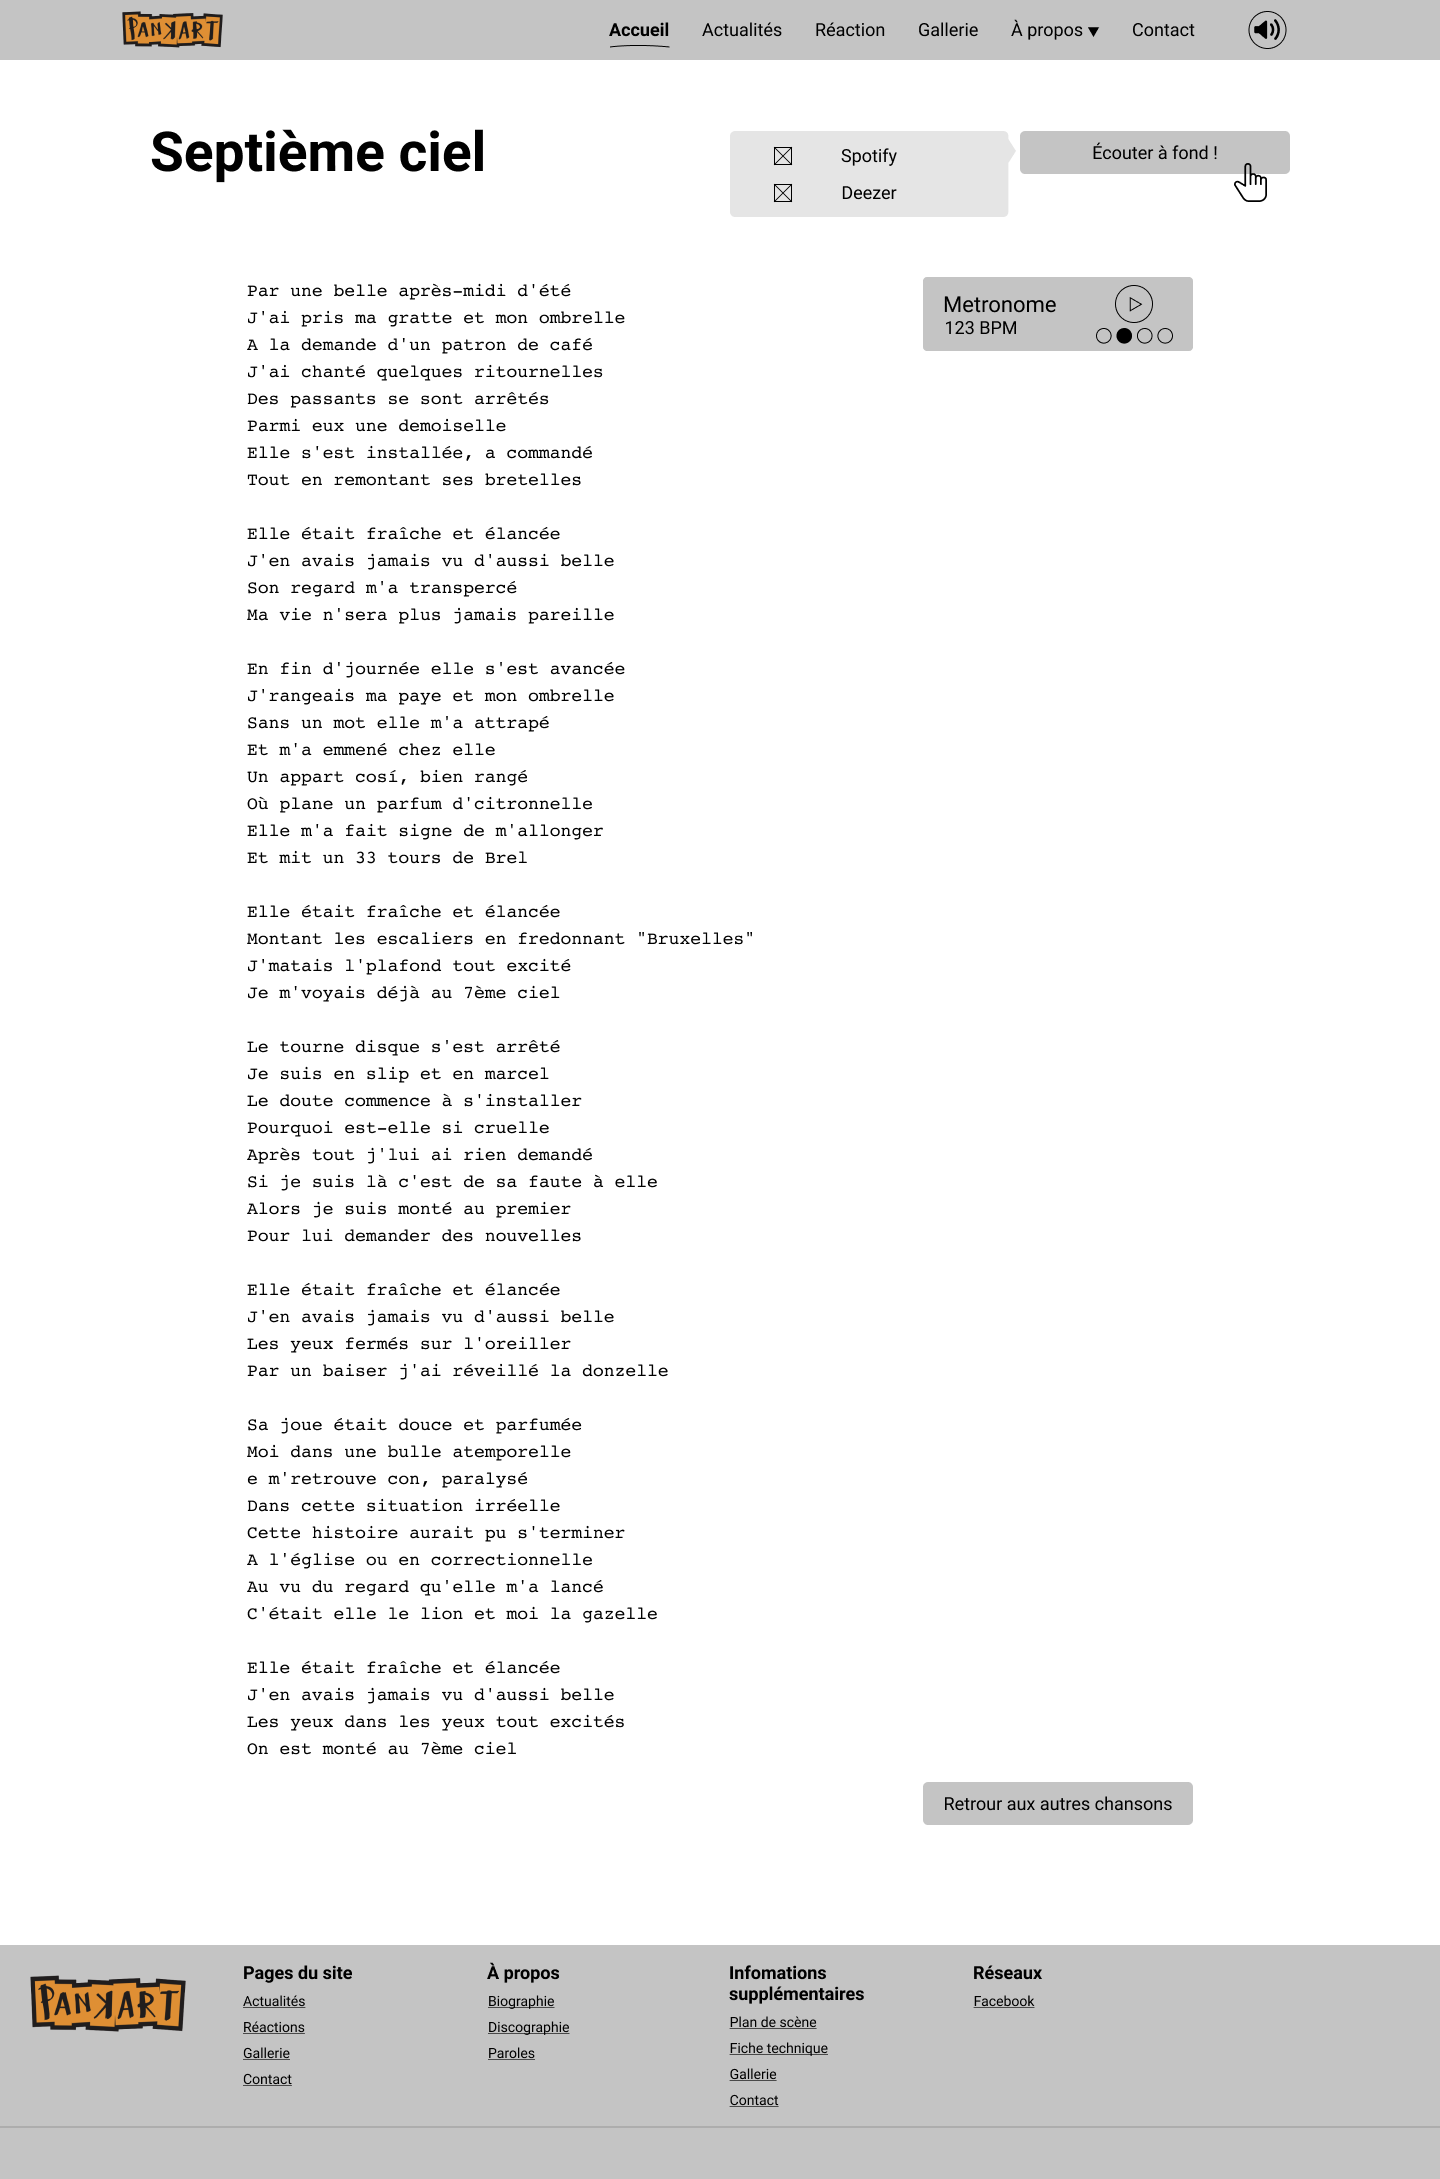 PANKART
Accueil
Actualités
Réaction
Gallerie
À propos ▼
Contact
Septième ciel
Spotify
Deezer
Écouter à fond !
Metronome
123 BPM
Par une belle après-midi d'été
J'ai pris ma gratte et mon ombrelle
A la demande d'un patron de café
J'ai chanté quelques ritournelles
Des passants se sont arrêtés
Parmi eux une demoiselle
Elle s'est installée, a commandé
Tout en remontant ses bretelles
Elle était fraîche et élancée
J'en avais jamais vu d'aussi belle
Son regard m'a transpercé
Ma vie n'sera plus jamais pareille
En fin d'journée elle s'est avancée
J'rangeais ma paye et mon ombrelle
Sans un mot elle m'a attrapé
Et m'a emmené chez elle
Un appart cosí, bien rangé
Où plane un parfum d'citronnelle
Elle m'a fait signe de m'allonger
Et mit un 33 tours de Brel
Elle était fraîche et élancée
Montant les escaliers en fredonnant "Bruxelles"
J'matais l'plafond tout excité
Je m'voyais déjà au 7ème ciel
Le tourne disque s'est arrêté
Je suis en slip et en marcel
Le doute commence à s'installer
Pourquoi est-elle si cruelle
Après tout j'lui ai rien demandé
Si je suis là c'est de sa faute à elle
Alors je suis monté au premier
Pour lui demander des nouvelles
Elle était fraîche et élancée
J'en avais jamais vu d'aussi belle
Les yeux fermés sur l'oreiller
Par un baiser j'ai réveillé la donzelle
Sa joue était douce et parfumée
Moi dans une bulle atemporelle
e m'retrouve con, paralysé
Dans cette situation irréelle
Cette histoire aurait pu s'terminer
A l'église ou en correctionnelle
Au vu du regard qu'elle m'a lancé
C'était elle le lion et moi la gazelle
Elle était fraîche et élancée
J'en avais jamais vu d'aussi belle
Les yeux dans les yeux tout excités
On est monté au 7ème ciel
Retrour aux autres chansons
PANKART
Pages du site
Actualités
Réactions
Gallerie
Contact
À propos
Biographie
Discographie
Paroles
Infomations
supplémentaires
Plan de scène
Fiche technique
Gallerie
Contact
Réseaux
Facebook